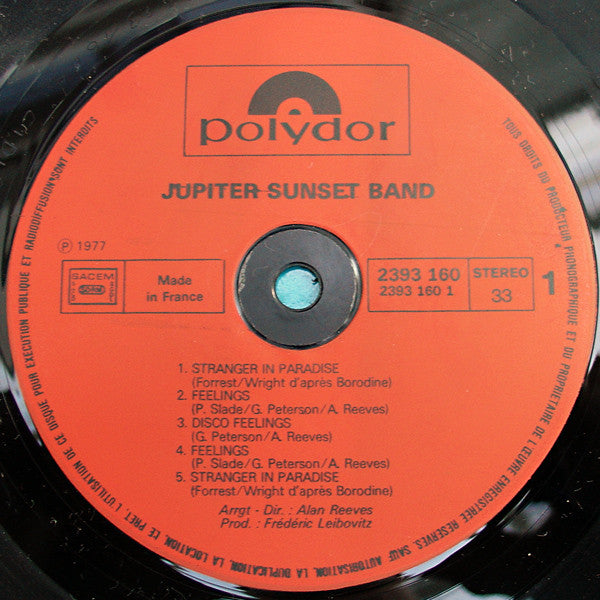 polydor
JUPITER SUNSET BAND
℗ 1977
SACEM
SDRM
Made
in France
2393 160
2393 160 1
STEREO
33
1
1. STRANGER IN PARADISE
(Forrest/Wright d'après Borodine)
2. FEELINGS
(P. Slade/G. Peterson/A. Reeves)
3. DISCO FEELINGS
(G. Peterson/A. Reeves)
4. FEELINGS
(P. Slade/G. Peterson/A. Reeves)
5. STRANGER IN PARADISE
(Forrest/Wright d'après Borodine)
Arrgt - Dir. : Alan Reeves
Prod. : Frédéric Leibovitz
TOUS DROITS DU PRODUCTEUR PHONOGRAPHIQUE ET DU PROPRIETAIRE DE L'ŒUVRE ENREGISTREE RESERVES. SAUF AUTORISATION, LA DUPLICATION, LA LOCATION, LE PRET, L'UTILISATION DE CE DISQUE POUR EXECUTION PUBLIQUE ET RADIODIFFUSION SONT INTERDITS